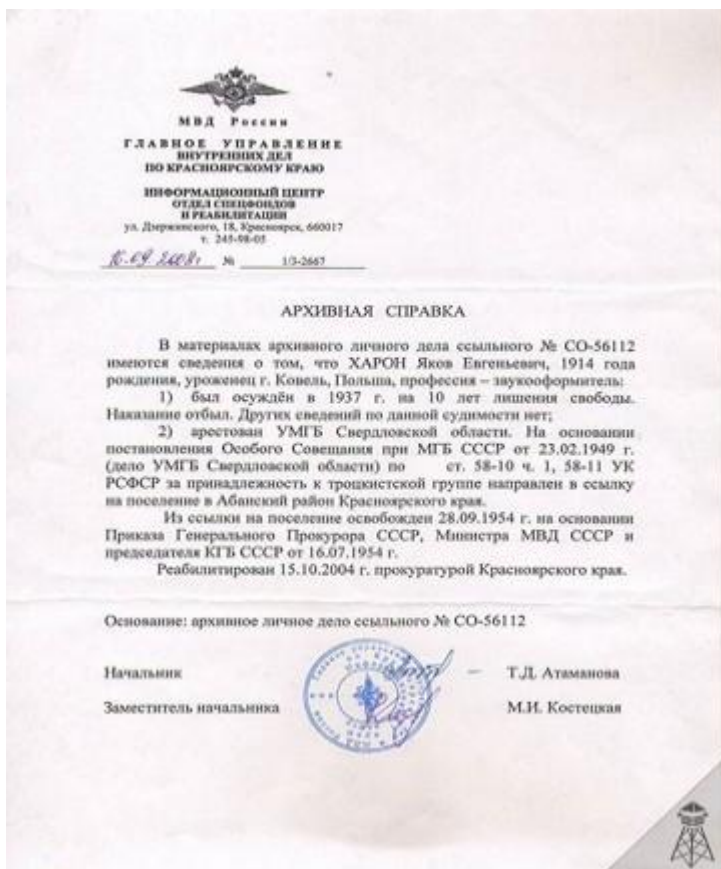 МВД России
ГЛАВНОЕ УПРАВЛЕНИЕ
ВНУТРЕННИХ ДЕЛ
ПО КРАСНОЯРСКОМУ КРАЮ
ИНФОРМАЦИОННЫЙ ЦЕНТР
ОТДЕЛ СПЕЦФОНДОВ
И РЕАБИЛИТАЦИИ
ул. Дзержинского, 18, Красноярск, 660017
т. 245-98-05
16.09.2008г № 1/3-2667
АРХИВНАЯ СПРАВКА
В материалах архивного личного дела ссыльного № СО-56112
имеются сведения о том, что ХАРОН Яков Евгеньевич, 1914 года
рождения, уроженец г. Ковель, Польша, профессия – звукооформитель:
1) был осуждён в 1937 г. на 10 лет лишения свободы.
Наказание отбыл. Других сведений по данной судимости нет;
2) арестован УМГБ Свердловской области. На основании
постановления Особого Совещания при МГБ СССР от 23.02.1949 г.
(дело УМГБ Свердловской области) по ст. 58-10 ч. 1, 58-11 УК
РСФСР за принадлежность к троцкистской группе направлен в ссылку
на поселение в Абанский район Красноярского края.
Из ссылки на поселение освобожден 28.09.1954 г. на основании
Приказа Генерального Прокурора СССР, Министра МВД СССР и
председателя КГБ СССР от 16.07.1954 г.
Реабилитирован 15.10.2004 г. прокуратурой Красноярского края.
Основание: архивное личное дело ссыльного № СО-56112
Начальник Т.Д. Атаманова
Заместитель начальника М.И. Костецкая